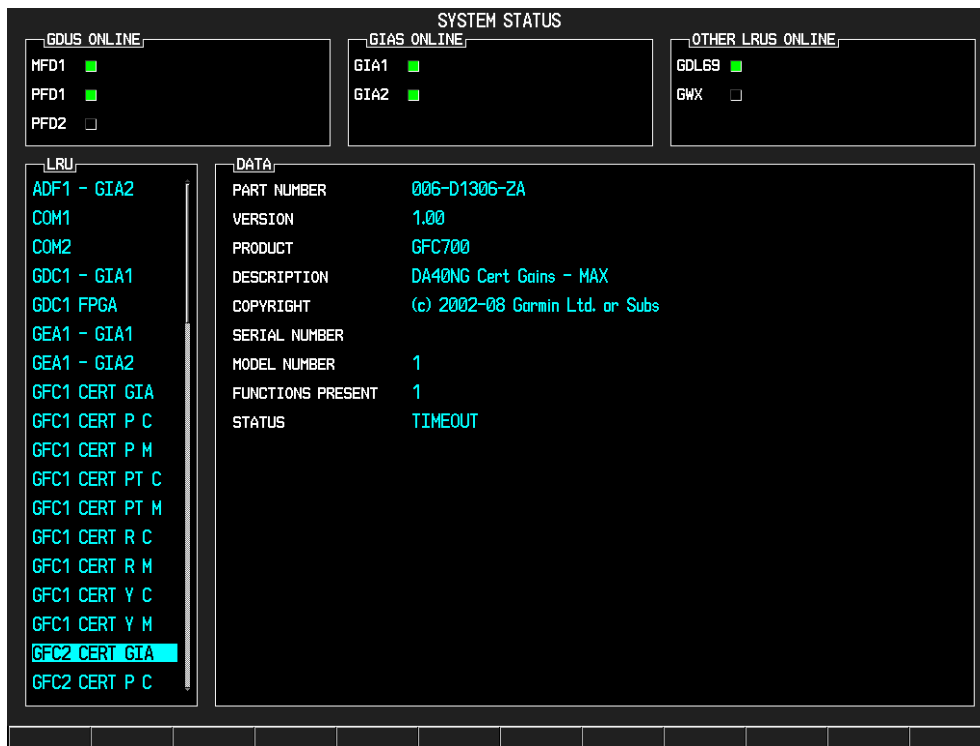 SYSTEM STATUS
GDUS ONLINE
MFD1
PFD1
PFD2
GIAS ONLINE
GIA1
GIA2
OTHER LRUS ONLINE
GDL69
GWX
LRU
ADF1 - GIA2
COM1
COM2
GDC1 - GIA1
GDC1 FPGA
GEA1 - GIA1
GEA1 - GIA2
GFC1 CERT GIA
GFC1 CERT P C
GFC1 CERT P M
GFC1 CERT PT C
GFC1 CERT PT M
GFC1 CERT R C
GFC1 CERT R M
GFC1 CERT Y C
GFC1 CERT Y M
GFC2 CERT GIA
GFC2 CERT P C
DATA
PART NUMBER 006-D1306-ZA
VERSION 1.00
PRODUCT GFC700
DESCRIPTION DA40NG Cert Gains - MAX
COPYRIGHT (c) 2002-08 Garmin Ltd. or Subs
SERIAL NUMBER
MODEL NUMBER 1
FUNCTIONS PRESENT 1
STATUS TIMEOUT